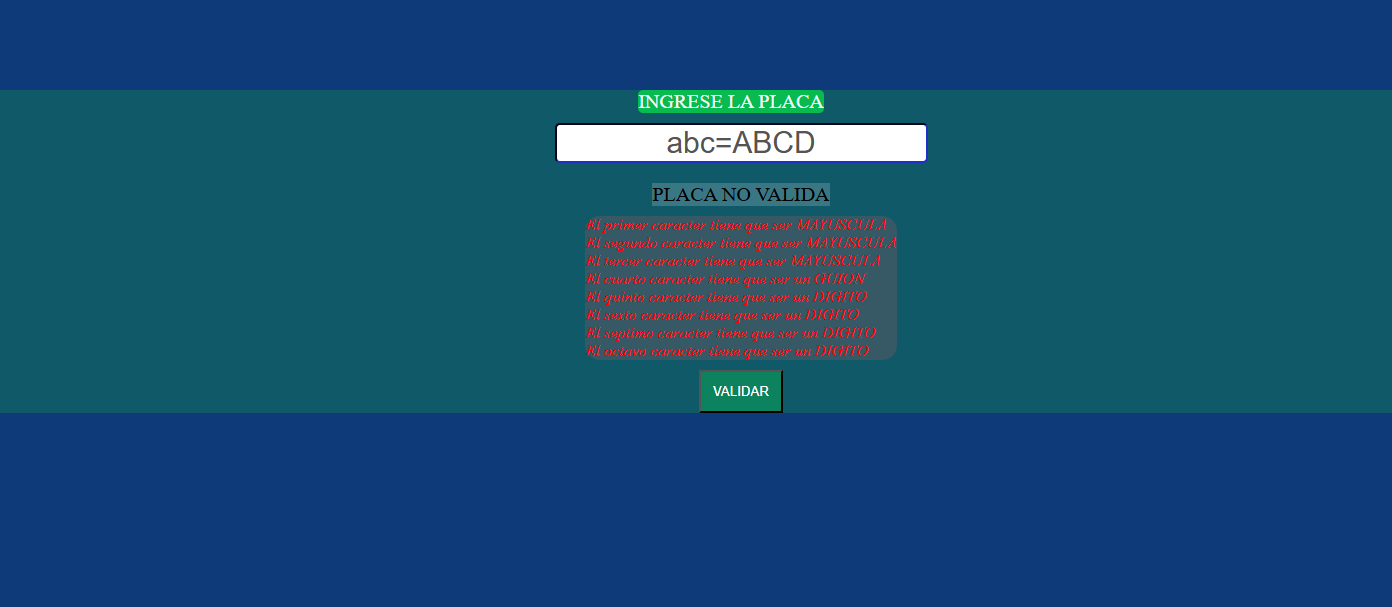 INGRESE LA PLACA
abc=ABCD
PLACA NO VALIDA
El primer caracter tiene que ser MAYUSCULA
El segundo caracter tiene que ser MAYUSCULA
El tercer caracter tiene que ser MAYUSCULA
El cuarto caracter tiene que ser un GUION
El quinto caracter tiene que ser un DIGITO
El sexto caracter tiene que ser un DIGITO
El septimo caracter tiene que ser un DIGITO
El octavo caracter tiene que ser un DIGITO
VALIDAR